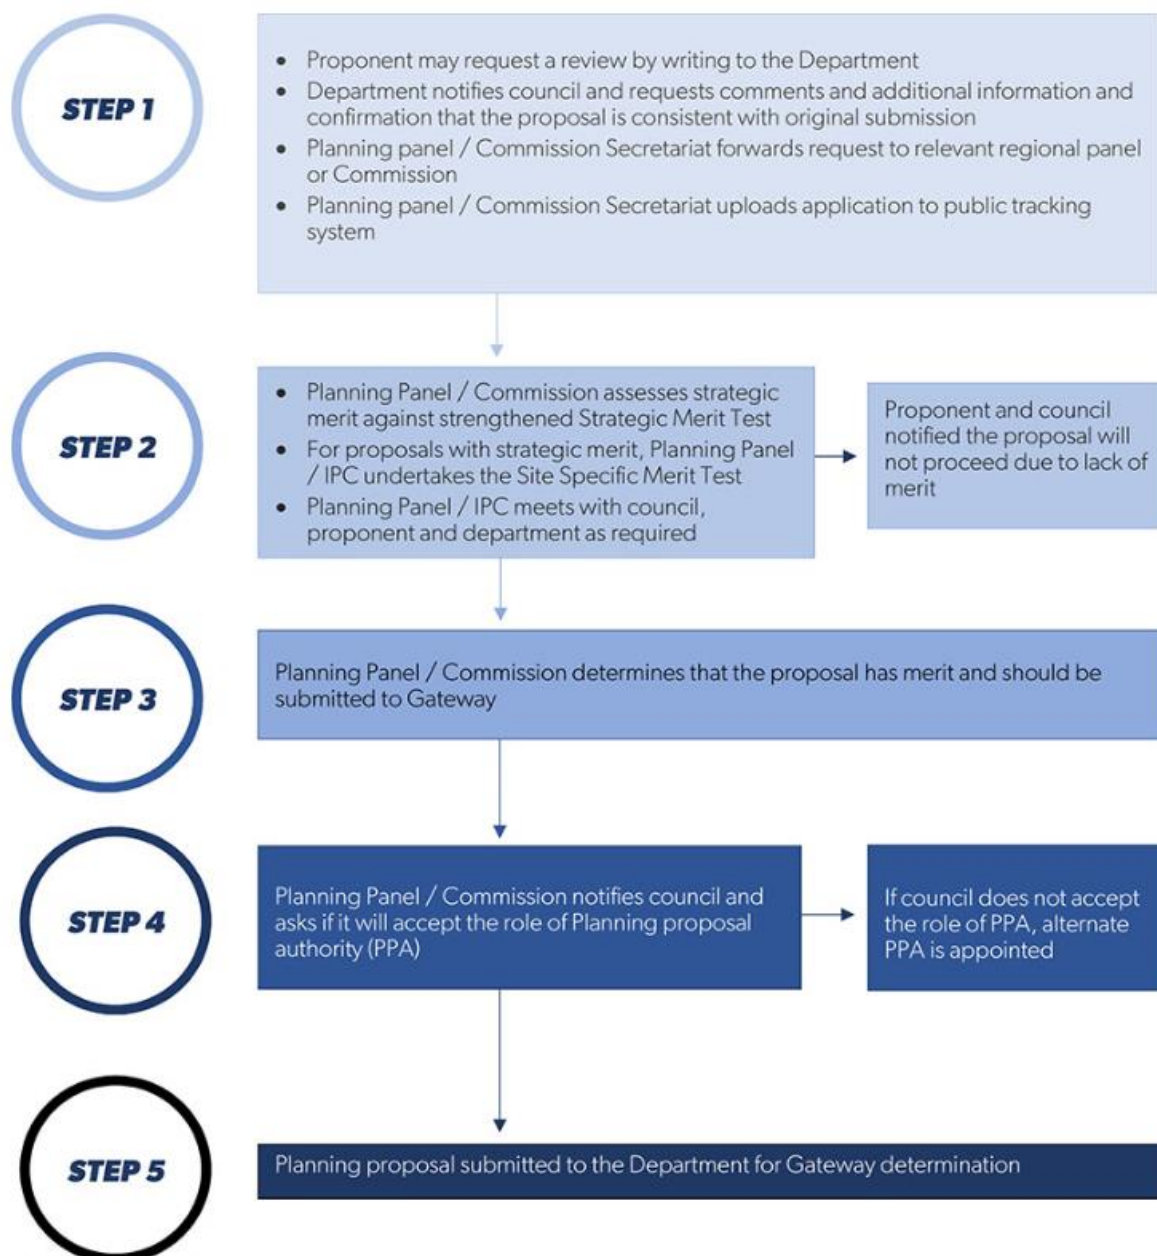 STEP 1
• Proponent may request a review by writing to the Department
• Department notifies council and requests comments and additional information and
confirmation that the proposal is consistent with original submission
• Planning panel / Commission Secretariat forwards request to relevant regional panel
or Commission
• Planning panel / Commission Secretariat uploads application to public tracking
system
STEP 2
• Planning Panel / Commission assesses strategic
merit against strengthened Strategic Merit Test
• For proposals with strategic merit, Planning Panel
/ IPC undertakes the Site Specific Merit Test
• Planning Panel / IPC meets with council,
proponent and department as required
Proponent and council
notified the proposal will
not proceed due to lack of
merit
STEP 3
Planning Panel / Commission determines that the proposal has merit and should be
submitted to Gateway
STEP 4
Planning Panel / Commission notifies council and
asks if it will accept the role of Planning proposal
authority (PPA)
If council does not accept
the role of PPA, alternate
PPA is appointed
STEP 5
Planning proposal submitted to the Department for Gateway determination